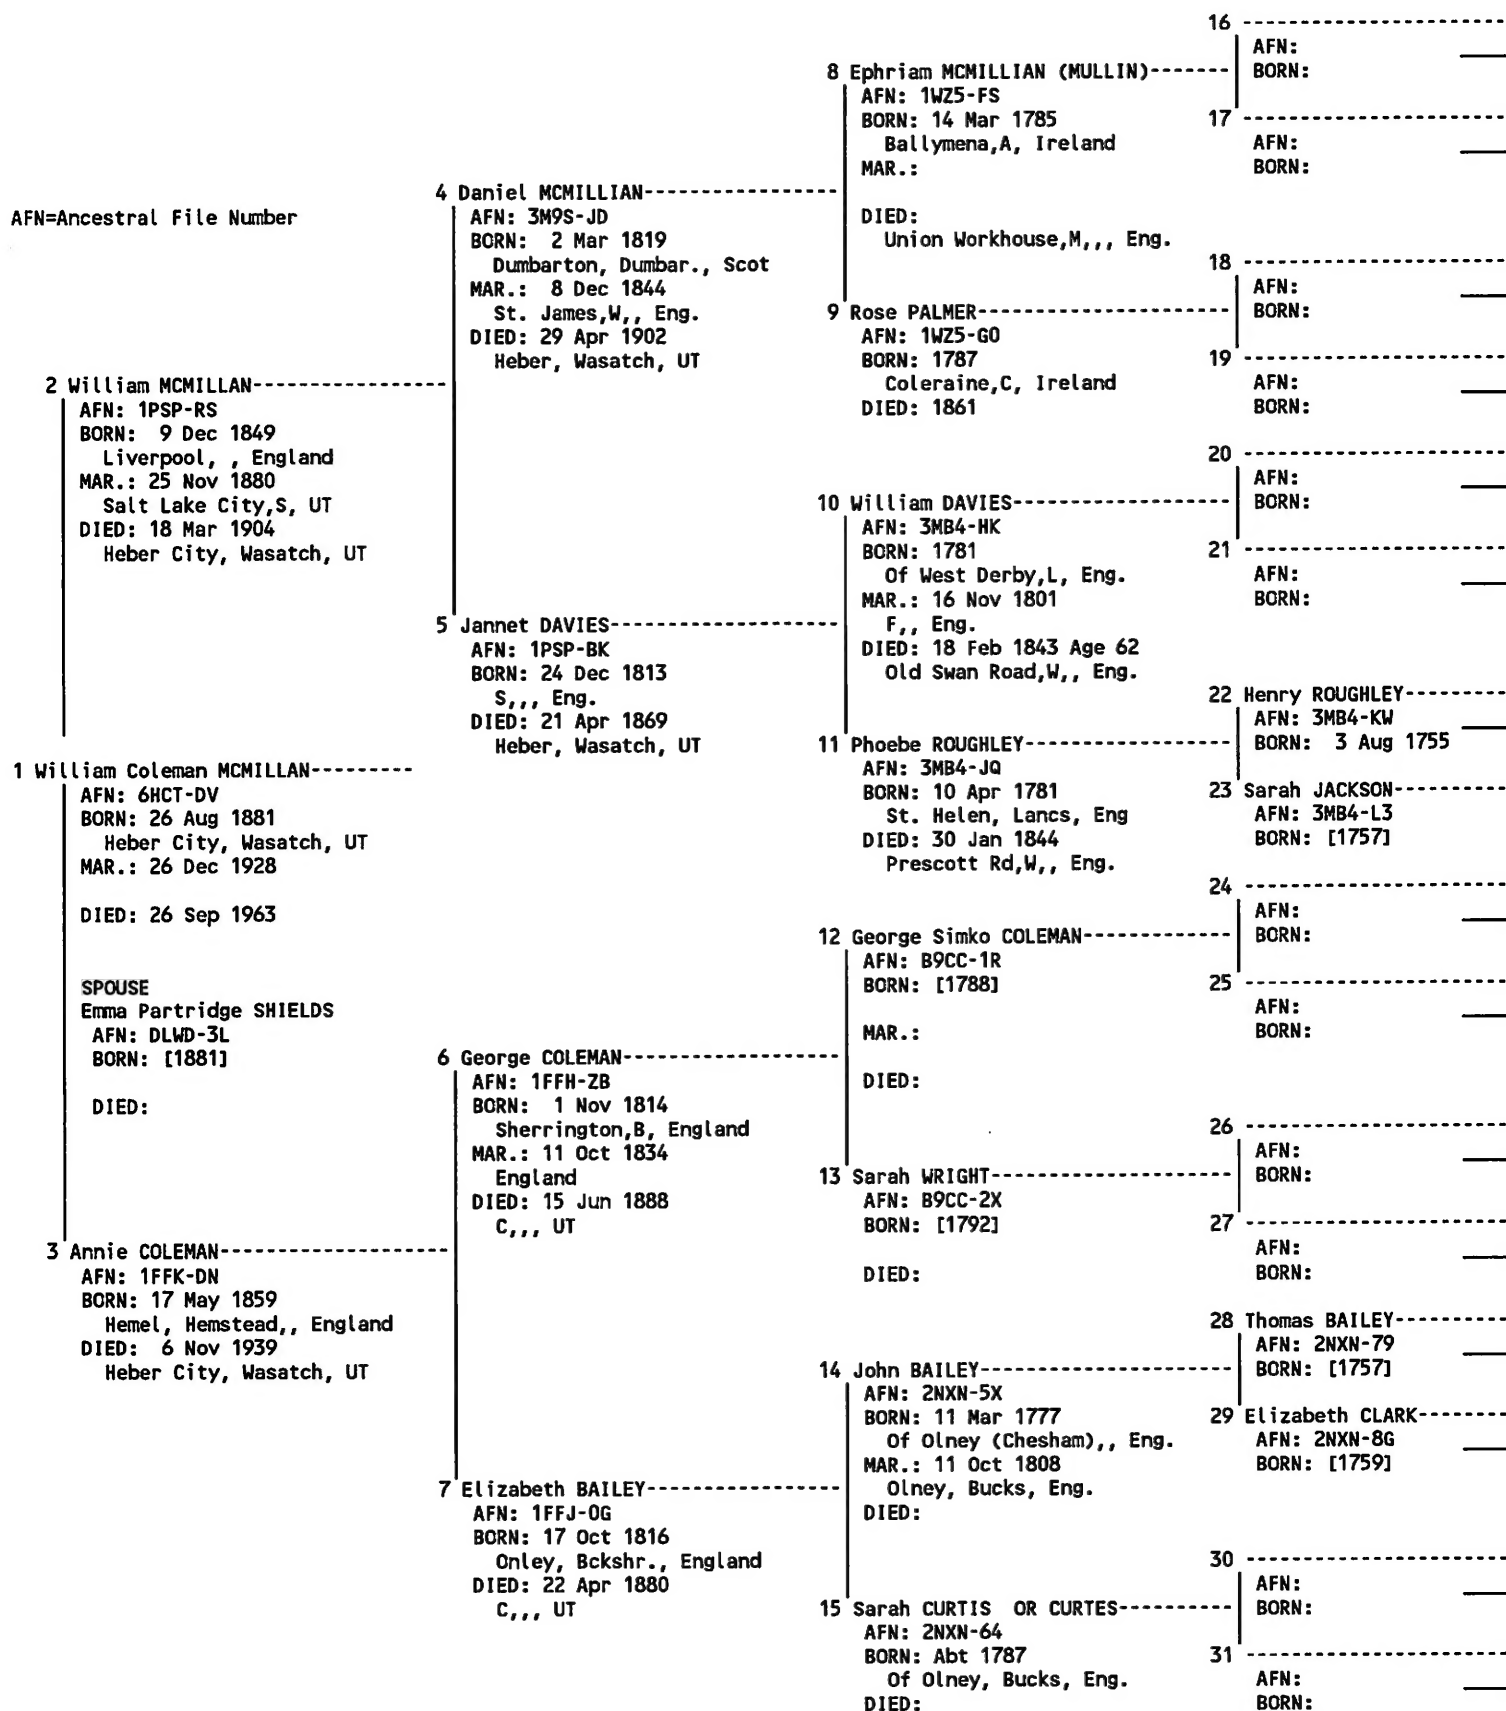 AFN=Ancestral File Number
1 William Coleman MCMILLAN---------
AFN: 6HCT-DV
BORN: 26 Aug 1881
Heber City, Wasatch, UT
MAR.: 26 Dec 1928
DIED: 26 Sep 1963
SPOUSE
Emma Partridge SHIELDS
AFN: DLWD-3L
BORN: [1881]
DIED:
2 William MCMILLAN-----------------
AFN: 1PSP-RS
BORN:  9 Dec 1849
Liverpool, , England
MAR.: 25 Nov 1880
Salt Lake City,S, UT
DIED: 18 Mar 1904
Heber City, Wasatch, UT
3 Annie COLEMAN--------------------
AFN: 1FFK-DN
BORN: 17 May 1859
Hemel, Hemstead,, England
DIED:  6 Nov 1939
Heber City, Wasatch, UT
4 Daniel MCMILLIAN-----------------
AFN: 3M9S-JD
BORN:  2 Mar 1819
Dumbarton, Dumbar., Scot
MAR.:  8 Dec 1844
St. James,W,, Eng.
DIED: 29 Apr 1902
Heber, Wasatch, UT
5 Jannet DAVIES--------------------
AFN: 1PSP-BK
BORN: 24 Dec 1813
S,,, Eng.
DIED: 21 Apr 1869
Heber, Wasatch, UT
6 George COLEMAN-------------------
AFN: 1FFH-ZB
BORN:  1 Nov 1814
Sherrington,B, England
MAR.: 11 Oct 1834
England
DIED: 15 Jun 1888
C,,, UT
7 Elizabeth BAILEY-----------------
AFN: 1FFJ-0G
BORN: 17 Oct 1816
Onley, Bckshr., England
DIED: 22 Apr 1880
C,,, UT
8 Ephriam MCMILLIAN (MULLIN)-------
AFN: 1WZ5-FS
BORN: 14 Mar 1785
Ballymena,A, Ireland
MAR.:
DIED:
Union Workhouse,M,,, Eng.
9 Rose PALMER----------------------
AFN: 1WZ5-G0
BORN: 1787
Coleraine,C, Ireland
DIED: 1861
10 William DAVIES-------------------
AFN: 3MB4-HK
BORN: 1781
Of West Derby,L, Eng.
MAR.: 16 Nov 1801
F,, Eng.
DIED: 18 Feb 1843 Age 62
Old Swan Road,W,, Eng.
11 Phoebe ROUGHLEY------------------
AFN: 3MB4-JQ
BORN: 10 Apr 1781
St. Helen, Lancs, Eng
DIED: 30 Jan 1844
Prescott Rd,W,, Eng.
12 George Simko COLEMAN-------------
AFN: B9CC-1R
BORN: [1788]
MAR.:
DIED:
13 Sarah WRIGHT---------------------
AFN: B9CC-2X
BORN: [1792]
DIED:
14 John BAILEY----------------------
AFN: 2NXN-5X
BORN: 11 Mar 1777
Of Olney (Chesham),, Eng.
MAR.: 11 Oct 1808
Olney, Bucks, Eng.
DIED:
15 Sarah CURTIS  OR CURTES----------
AFN: 2NXN-64
BORN: Abt 1787
Of Olney, Bucks, Eng.
DIED:
16 -----------------------
AFN:
BORN:
17 -----------------------
AFN:
BORN:
18 -----------------------
AFN:
BORN:
19 -----------------------
AFN:
BORN:
20 -----------------------
AFN:
BORN:
21 -----------------------
AFN:
BORN:
22 Henry ROUGHLEY---------
AFN: 3MB4-KW
BORN:  3 Aug 1755
23 Sarah JACKSON----------
AFN: 3MB4-L3
BORN: [1757]
24 -----------------------
AFN:
BORN:
25 -----------------------
AFN:
BORN:
26 -----------------------
AFN:
BORN:
27 -----------------------
AFN:
BORN:
28 Thomas BAILEY----------
AFN: 2NXN-79
BORN: [1757]
29 Elizabeth CLARK--------
AFN: 2NXN-8G
BORN: [1759]
30 -----------------------
AFN:
BORN:
31 -----------------------
AFN:
BORN: